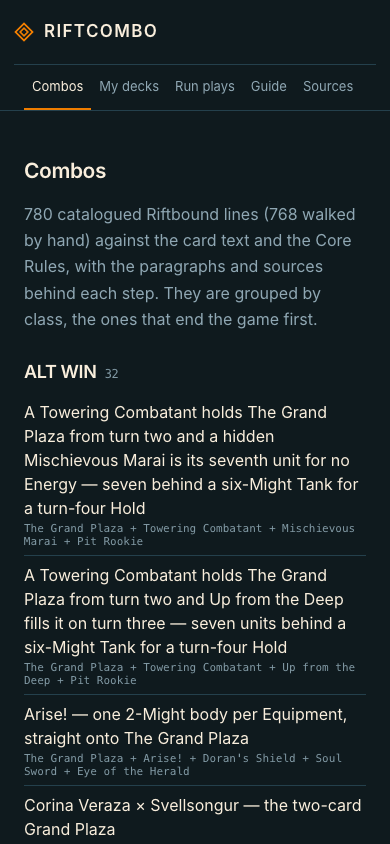 RIFTCOMBO
Combos My decks Run plays Guide Sources
Combos
780 catalogued Riftbound lines (768 walked
by hand) against the card text and the Core
Rules, with the paragraphs and sources
behind each step. They are grouped by
class, the ones that end the game first.
ALT WIN 32
A Towering Combatant holds The Grand
Plaza from turn two and a hidden
Mischievous Marai is its seventh unit for no
Energy — seven behind a six-Might Tank for
a turn-four Hold
The Grand Plaza + Towering Combatant + Mischievous
Marai + Pit Rookie
A Towering Combatant holds The Grand
Plaza from turn two and Up from the Deep
fills it on turn three — seven units behind a
six-Might Tank for a turn-four Hold
The Grand Plaza + Towering Combatant + Up from the
Deep + Pit Rookie
Arise! — one 2-Might body per Equipment,
straight onto The Grand Plaza
The Grand Plaza + Arise! + Doran's Shield + Soul
Sword + Eye of the Herald
Corina Veraza × Svellsongur — the two-card
Grand Plaza